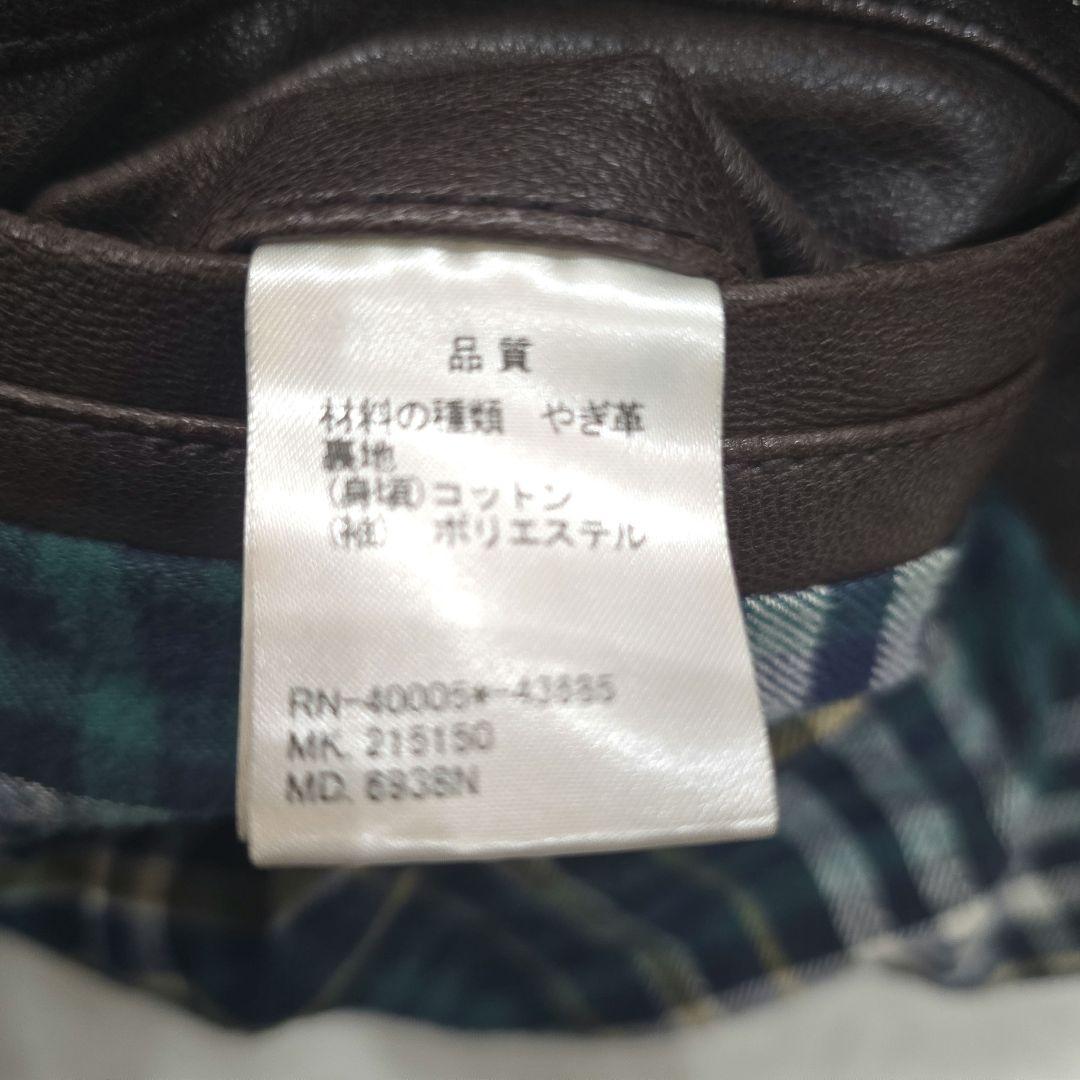 品質
材料の種類　やぎ革
裏地
(身頃)コットン
(袖)　ポリエステル
RN-40005*-43885
MK. 215150
MD. 6938N